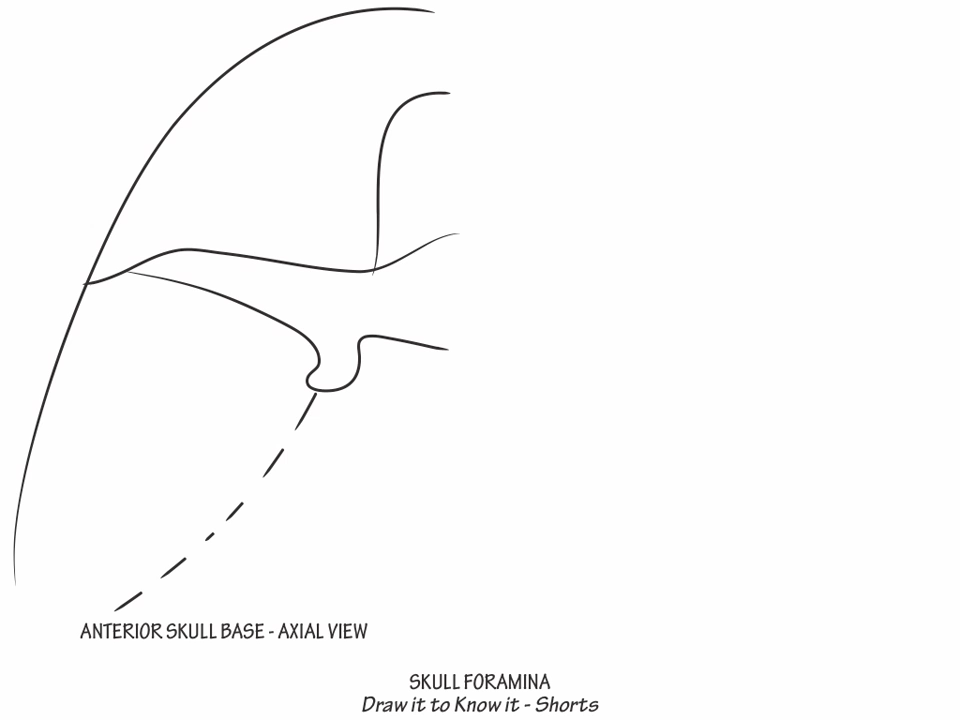 ANTERIOR SKULL BASE - AXIAL VIEW
SKULL FORAMINA
Draw it to Know it - Shorts